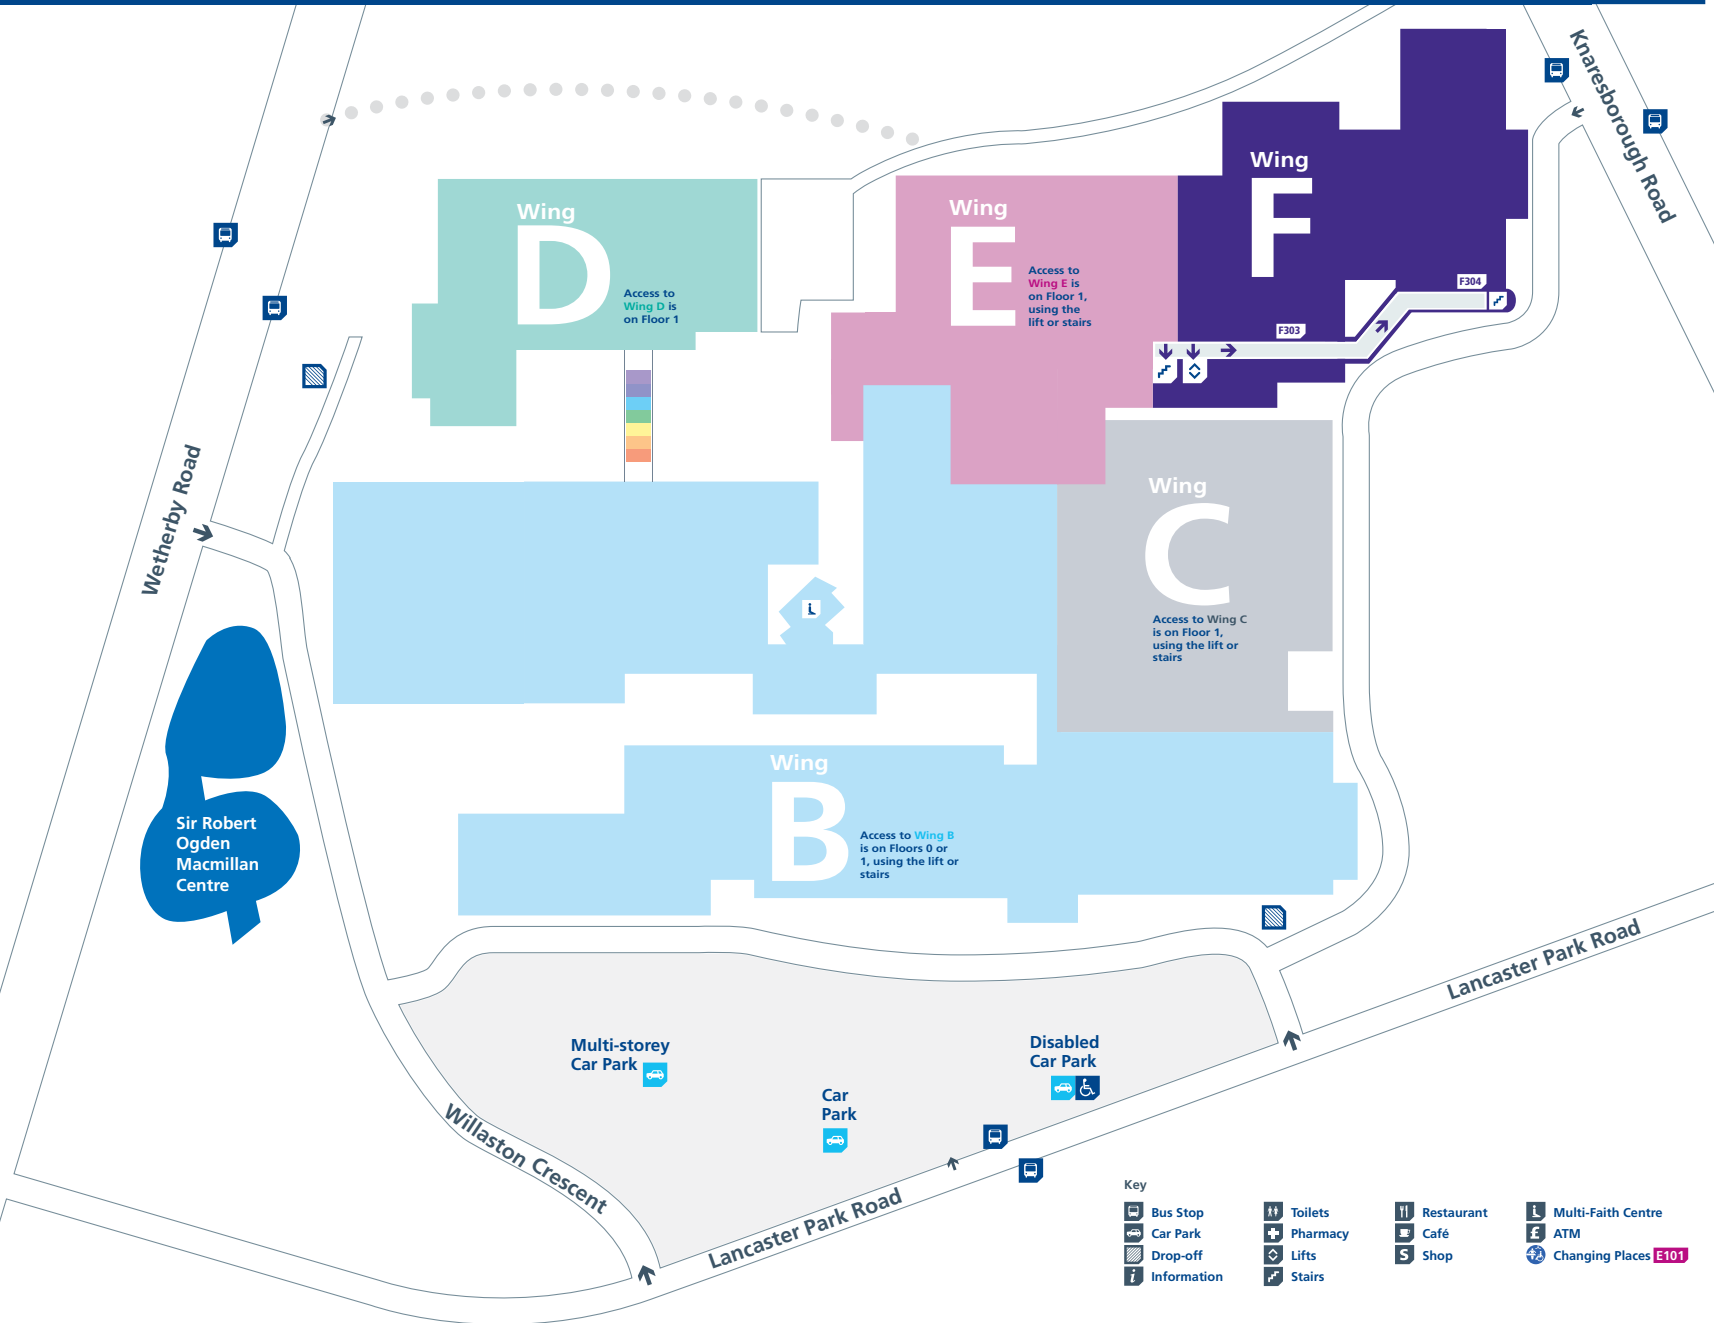 Knaresborough Road
Wing
F
Wing
E
Access to
Wing E is
on Floor 1,
using the
lift or stairs
Wing
D
Access to
Wing D is
on Floor 1
F304
F303
Wetherby Road
Wing
C
Access to Wing C
is on Floor 1,
using the lift or
stairs
Wing
B
Access to Wing B
is on Floors 0 or
1, using the lift or
stairs
Sir Robert
Ogden
Macmillan
Centre
Lancaster Park Road
Multi-storey
Car Park
Disabled
Car Park
Car
Park
Willaston Crescent
Lancaster Park Road
Key
Bus Stop
Car Park
Drop-off
i Information
Toilets
Pharmacy
Lifts
Stairs
Restaurant
Café
S Shop
Multi-Faith Centre
£ ATM
Changing Places E101